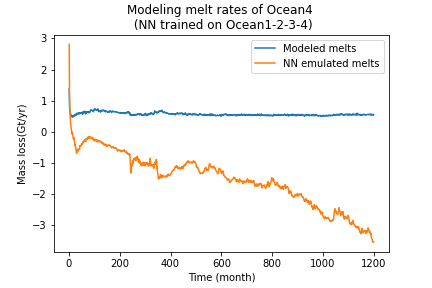 Modeling melt rates of Ocean4
(NN trained on Ocean1-2-3-4)
Modeled melts
NN emulated melts
Mass loss(Gt/yr)
3
2
1
0
−1
−2
−3
0 200 400 600 800 1000 1200
Time (month)